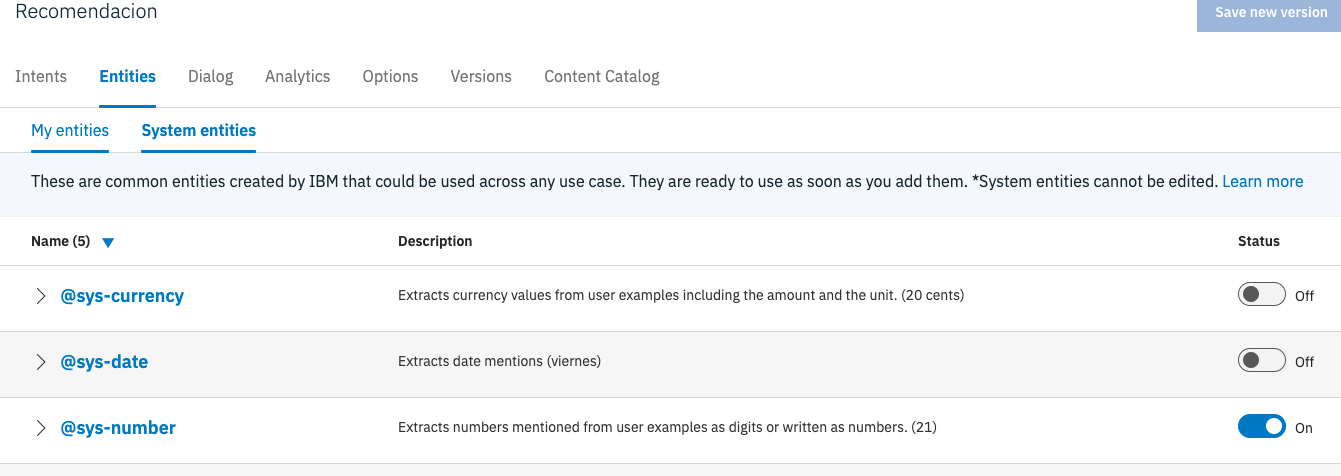 Recomendacion
Save new version
Intents Entities Dialog Analytics Options Versions Content Catalog
My entities System entities
These are common entities created by IBM that could be used across any use case. They are ready to use as soon as you add them. *System entities cannot be edited. Learn more
Name (5) Description Status
@sys-currency Extracts currency values from user examples including the amount and the unit. (20 cents) Off
@sys-date Extracts date mentions (viernes) Off
@sys-number Extracts numbers mentioned from user examples as digits or written as numbers. (21) On